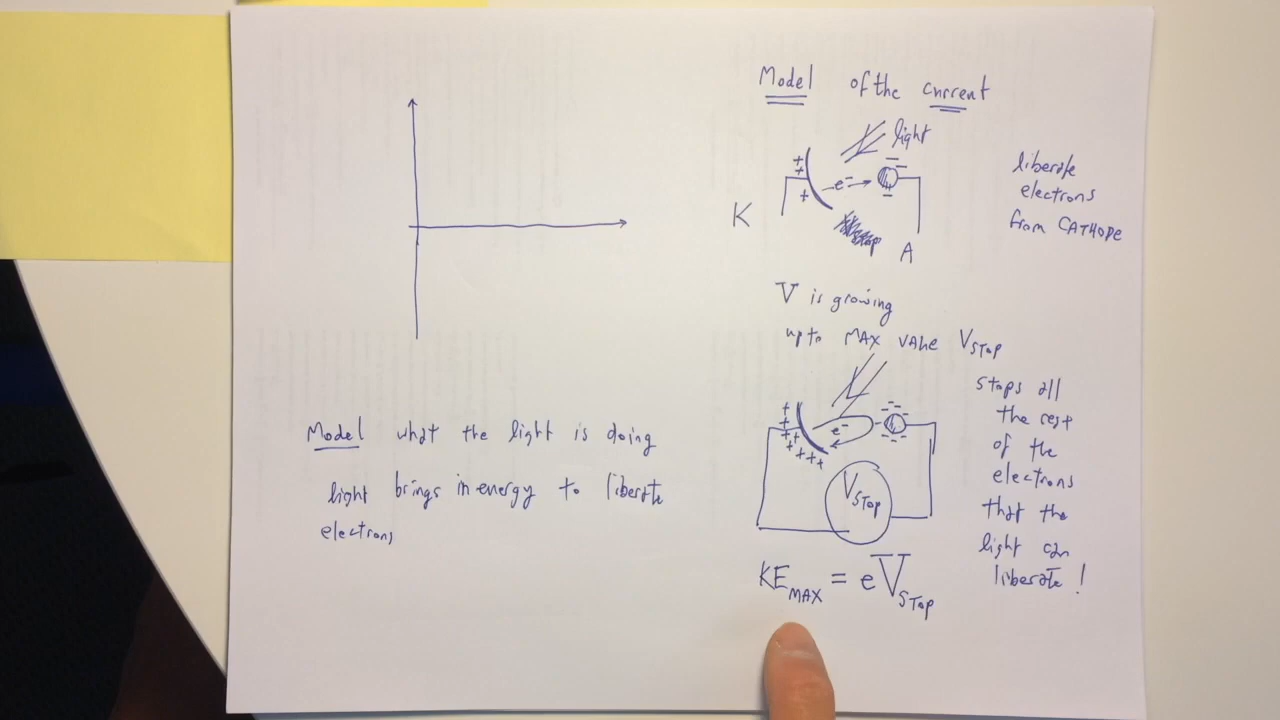 Model of the current
light
++
+
e-
K
A
liberate
electrons
from CATHODE
V is growing
up to MAX value VSTOP
stops all
the rest
of the
electrons
that the
light can
liberate !
e-
VSTOP
KEMAX = eVSTOP
Model what the light is doing
light brings in energy to liberate
electrons